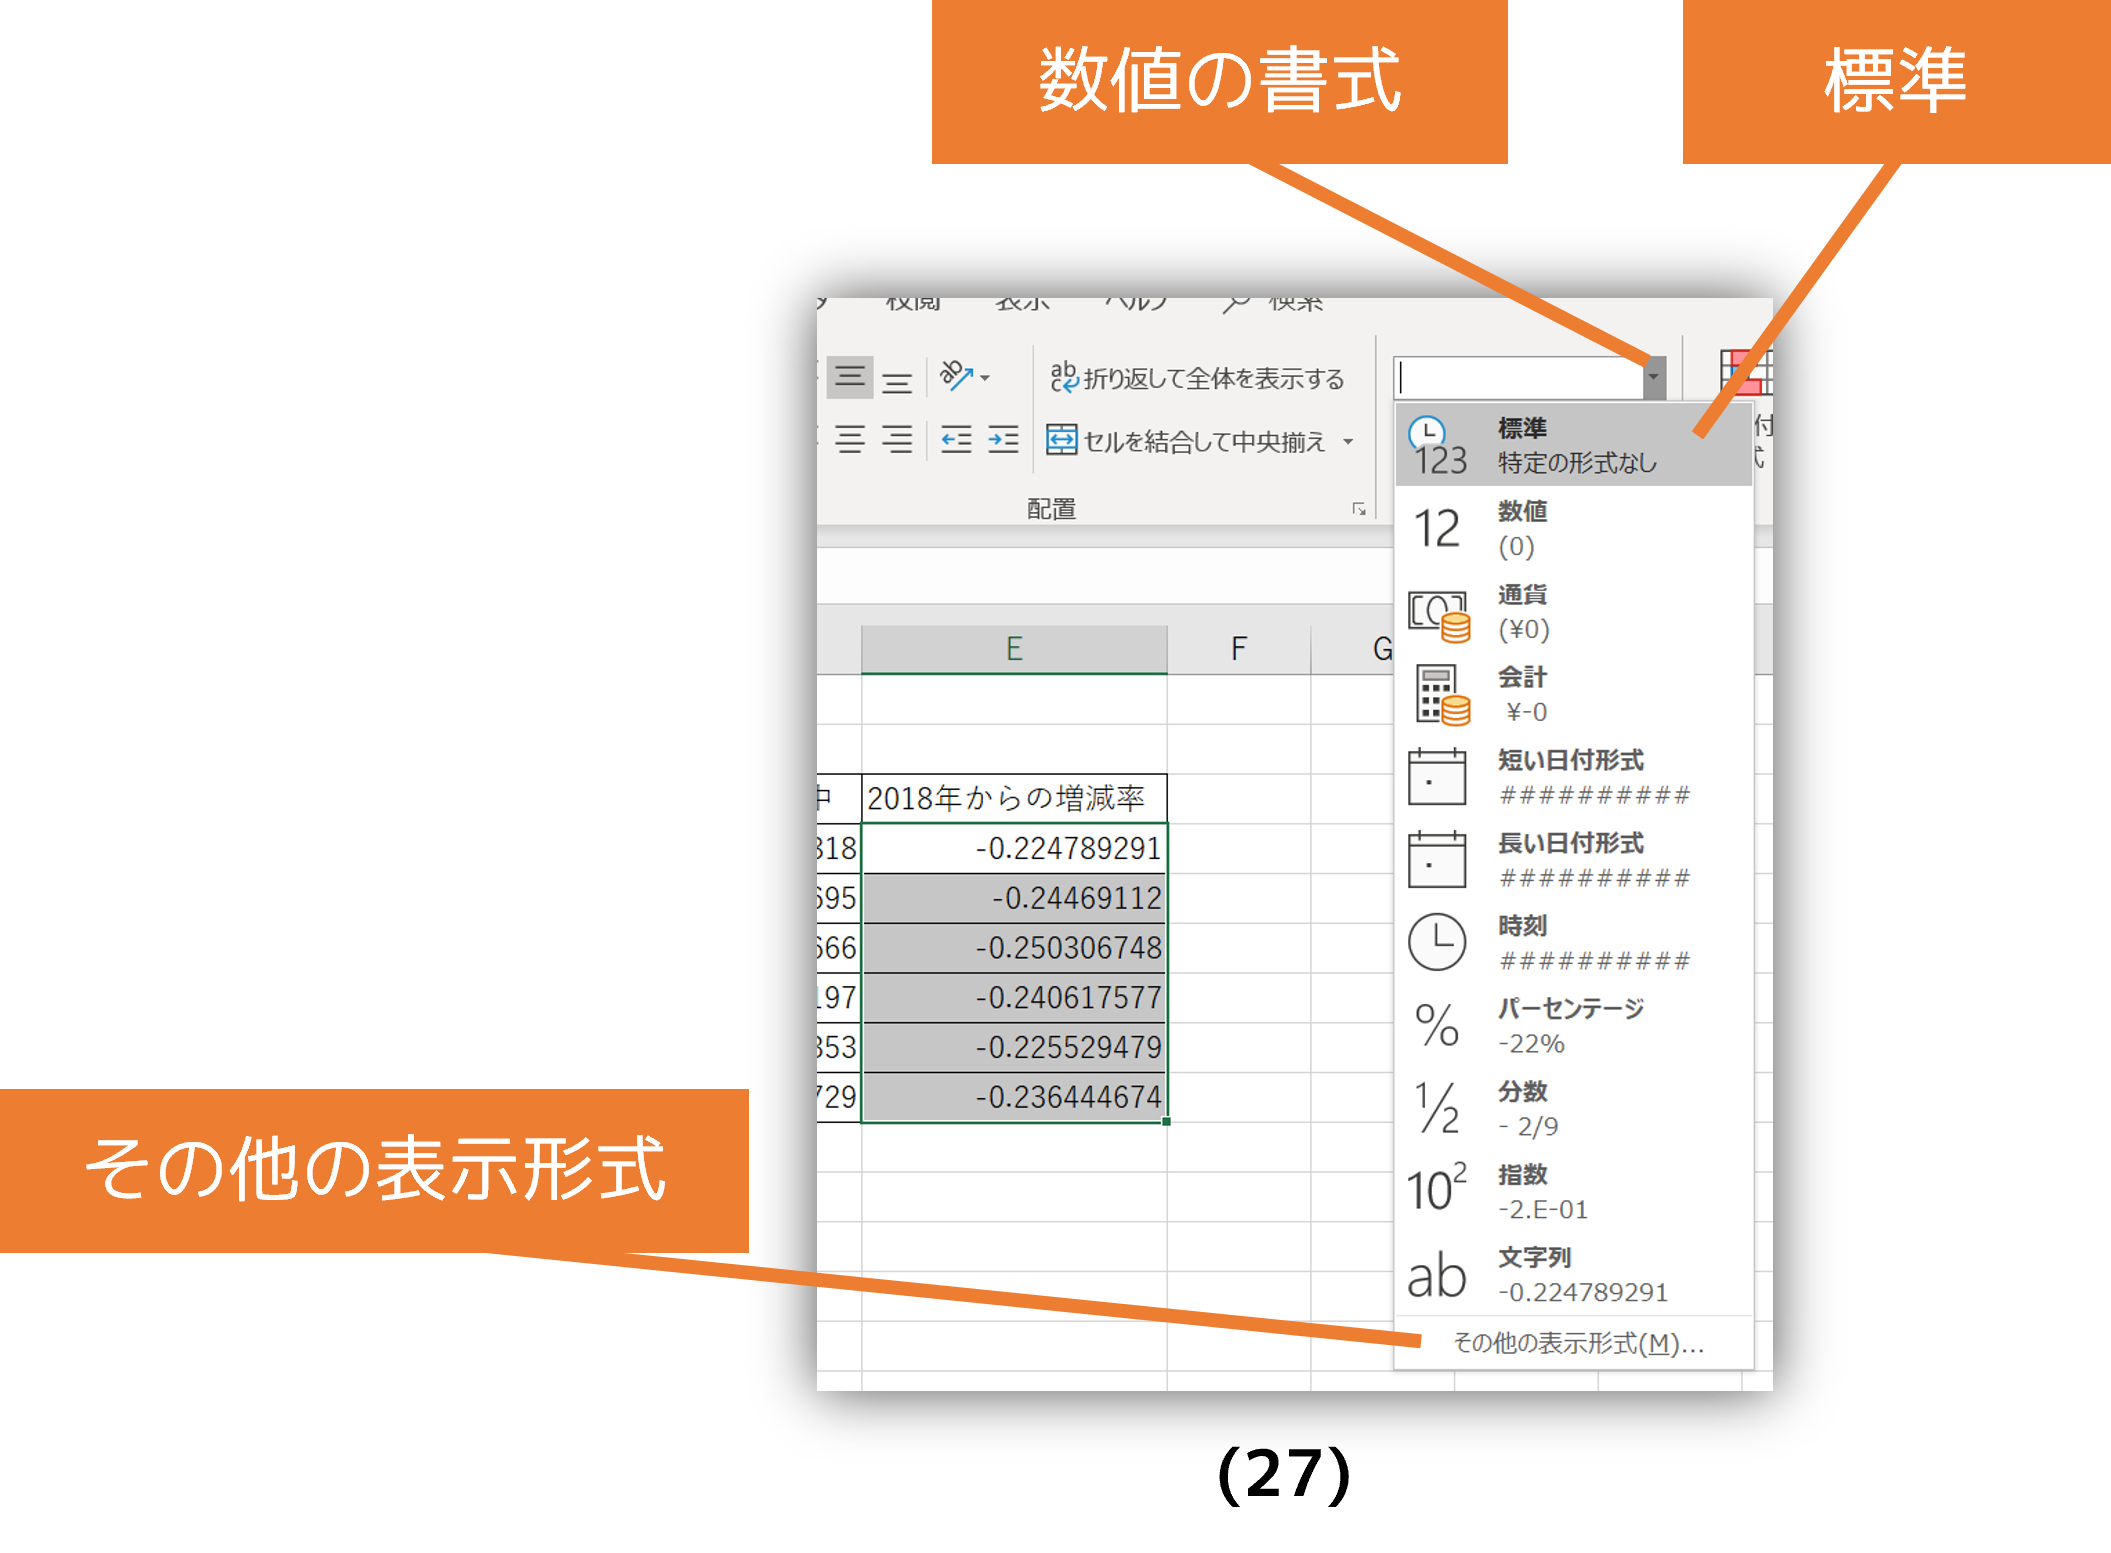 数値の書式
標準
校閲 表示 ヘルプ 検索
ab
ab
c
折り返して全体を表示する
セルを結合して中央揃え
配置
付
式
標準
123
特定の形式なし
12
数値
(0)
通貨
(¥0)
会計
¥-0
短い日付形式
##########
長い日付形式
##########
時刻
##########
%
パーセンテージ
-22%
½
分数
- 2/9
10²
指数
-2.E-01
ab
文字列
-0.224789291
その他の表示形式(M)...
E F G
中 2018年からの増減率
318 -0.224789291
695 -0.24469112
666 -0.250306748
197 -0.240617577
353 -0.225529479
729 -0.236444674
その他の表示形式
(27)